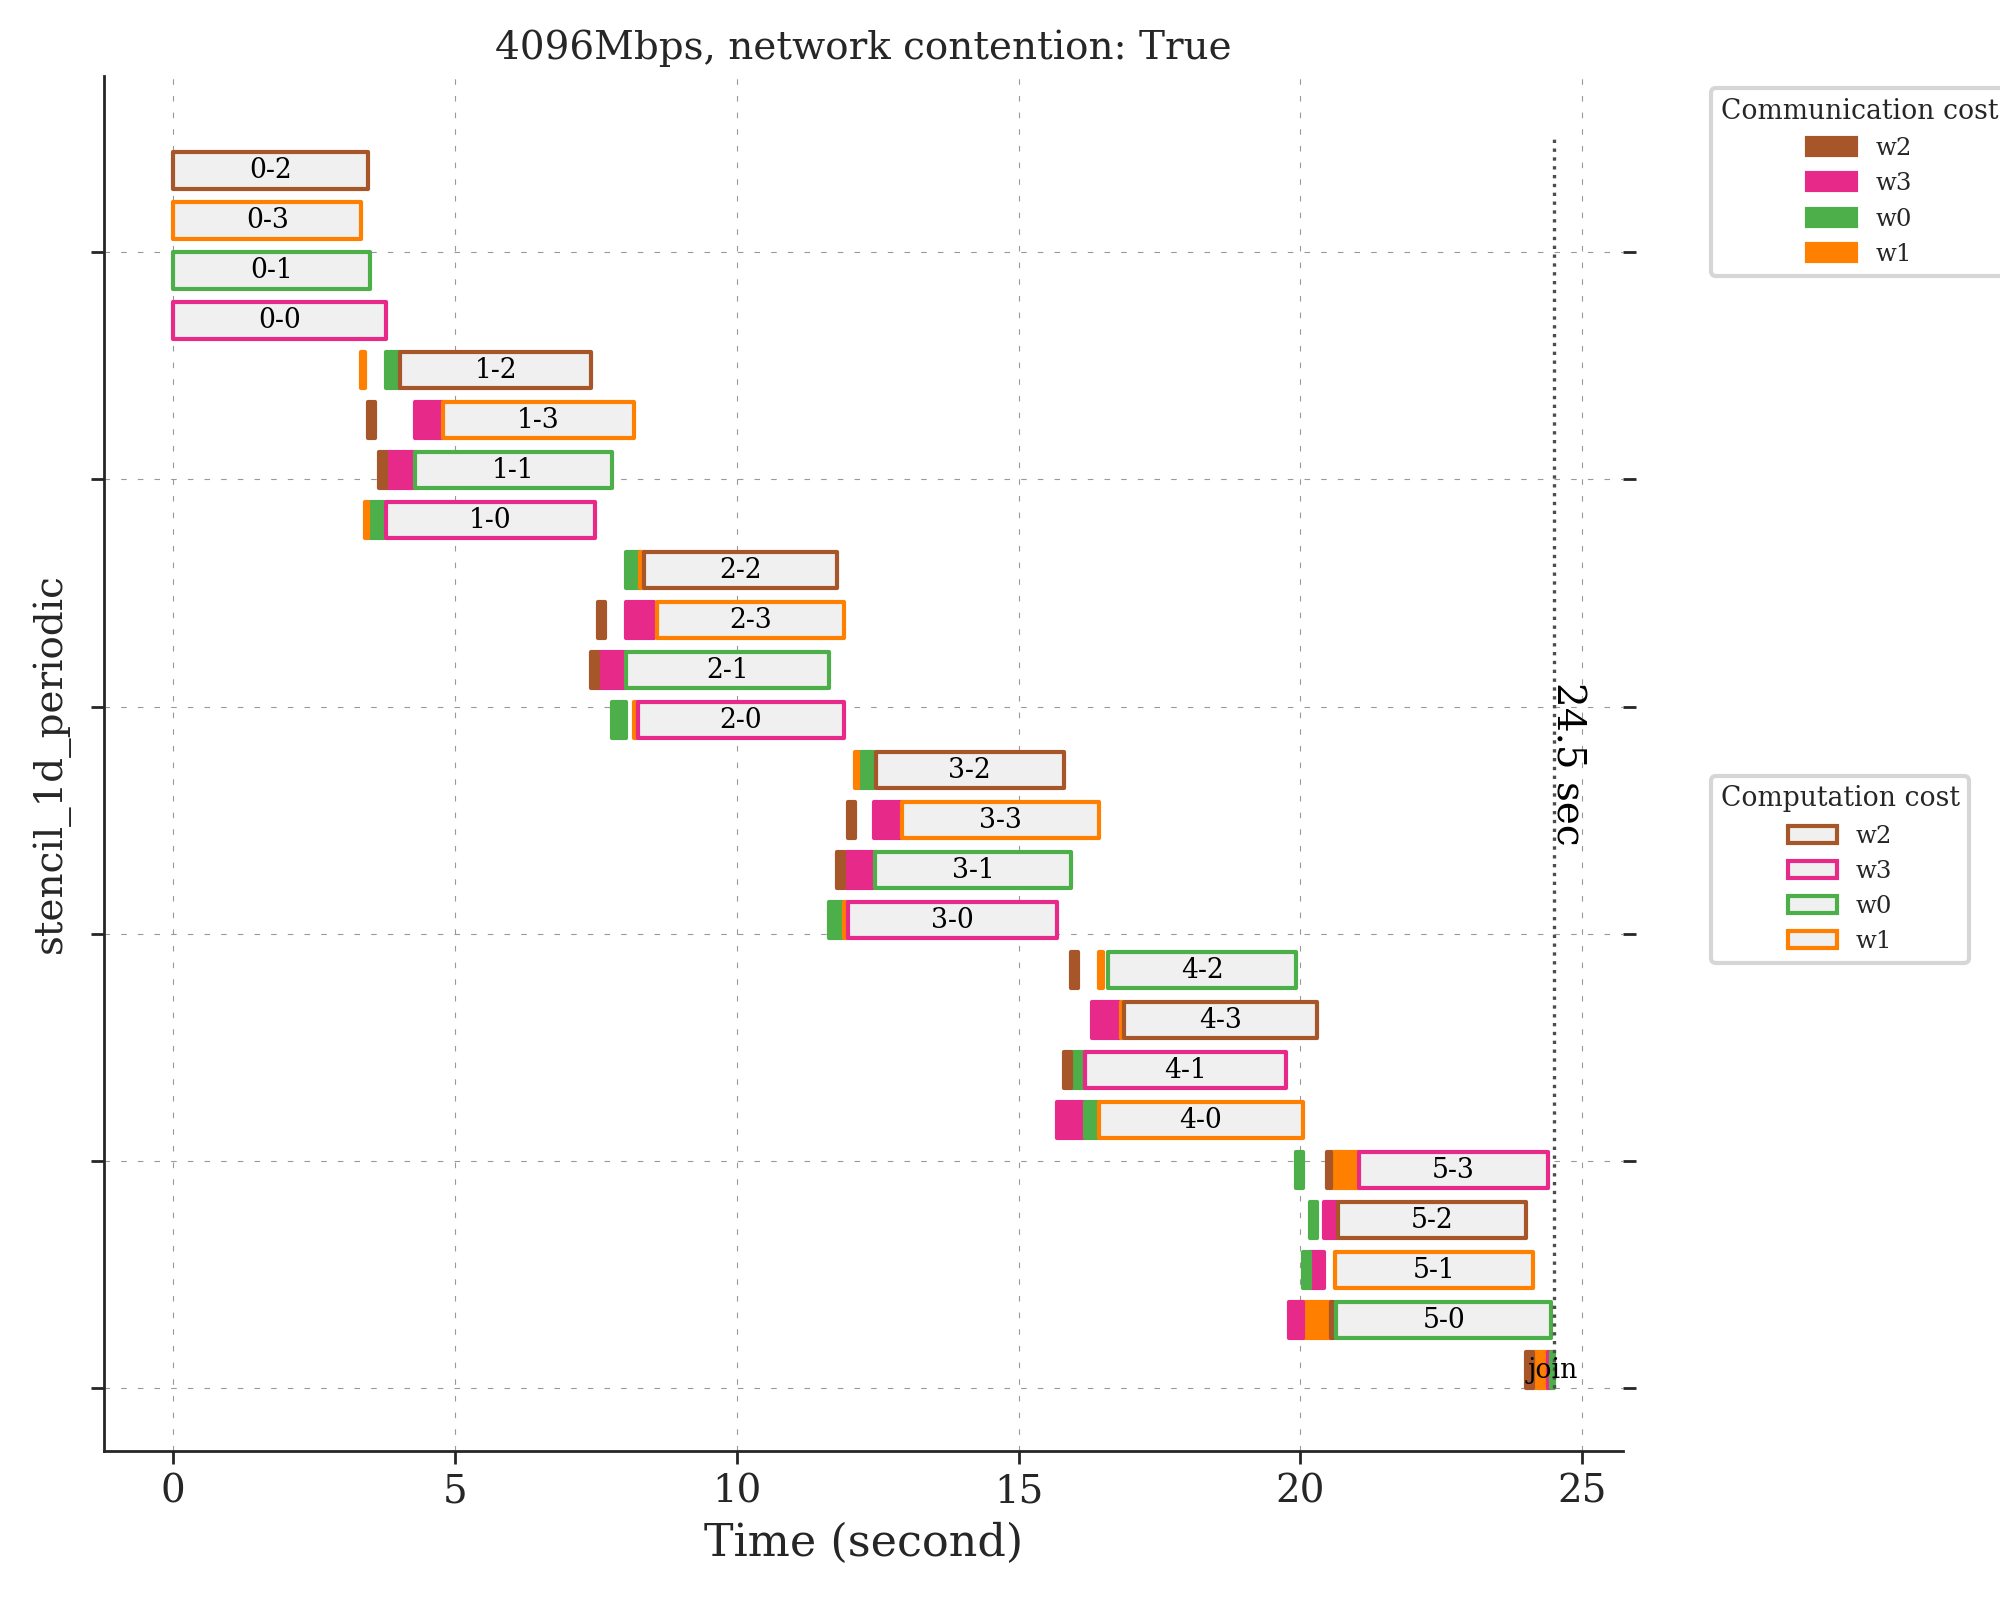 4096Mbps, network contention: True
Communication cost
w2
w3
w0
w1
0-2
0-3
0-1
0-0
1-2
1-3
1-1
1-0
2-2
2-3
2-1
2-0
3-2
3-3
3-1
3-0
4-2
4-3
4-1
4-0
5-3
5-2
5-1
5-0
join
24.5 sec
Computation cost
w2
w3
w0
w1
stencil_1d_periodic
0 5 10 15 20 25
Time (second)